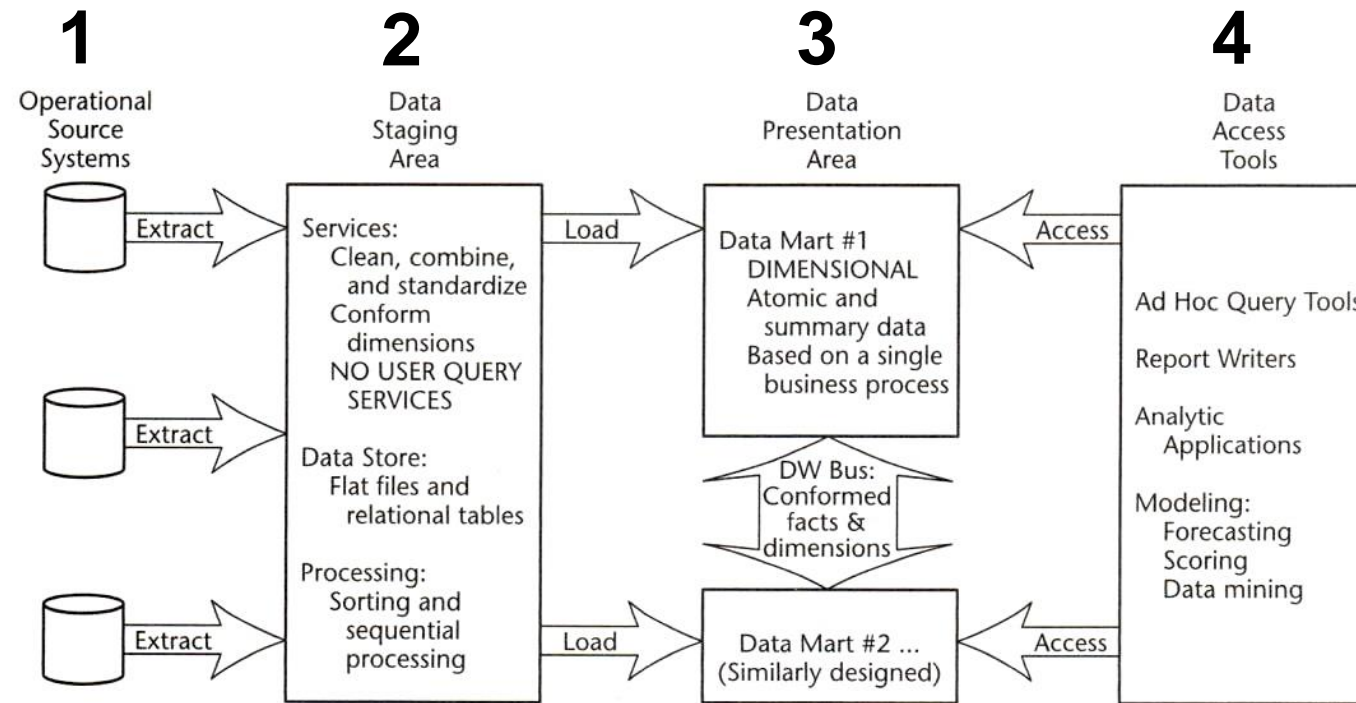 1
2
3
4
Operational
Source
Systems
Data
Staging
Area
Data
Presentation
Area
Data
Access
Tools
Extract
Extract
Extract
Services:
Clean, combine,
and standardize
Conform
dimensions
NO USER QUERY
SERVICES
Data Store:
Flat files and
relational tables
Processing:
Sorting and
sequential
processing
Load
Load
Data Mart #1
DIMENSIONAL
Atomic and
summary data
Based on a single
business process
DW Bus:
Conformed
facts &
dimensions
Data Mart #2 ...
(Similarly designed)
Access
Access
Ad Hoc Query Tools
Report Writers
Analytic
Applications
Modeling:
Forecasting
Scoring
Data mining